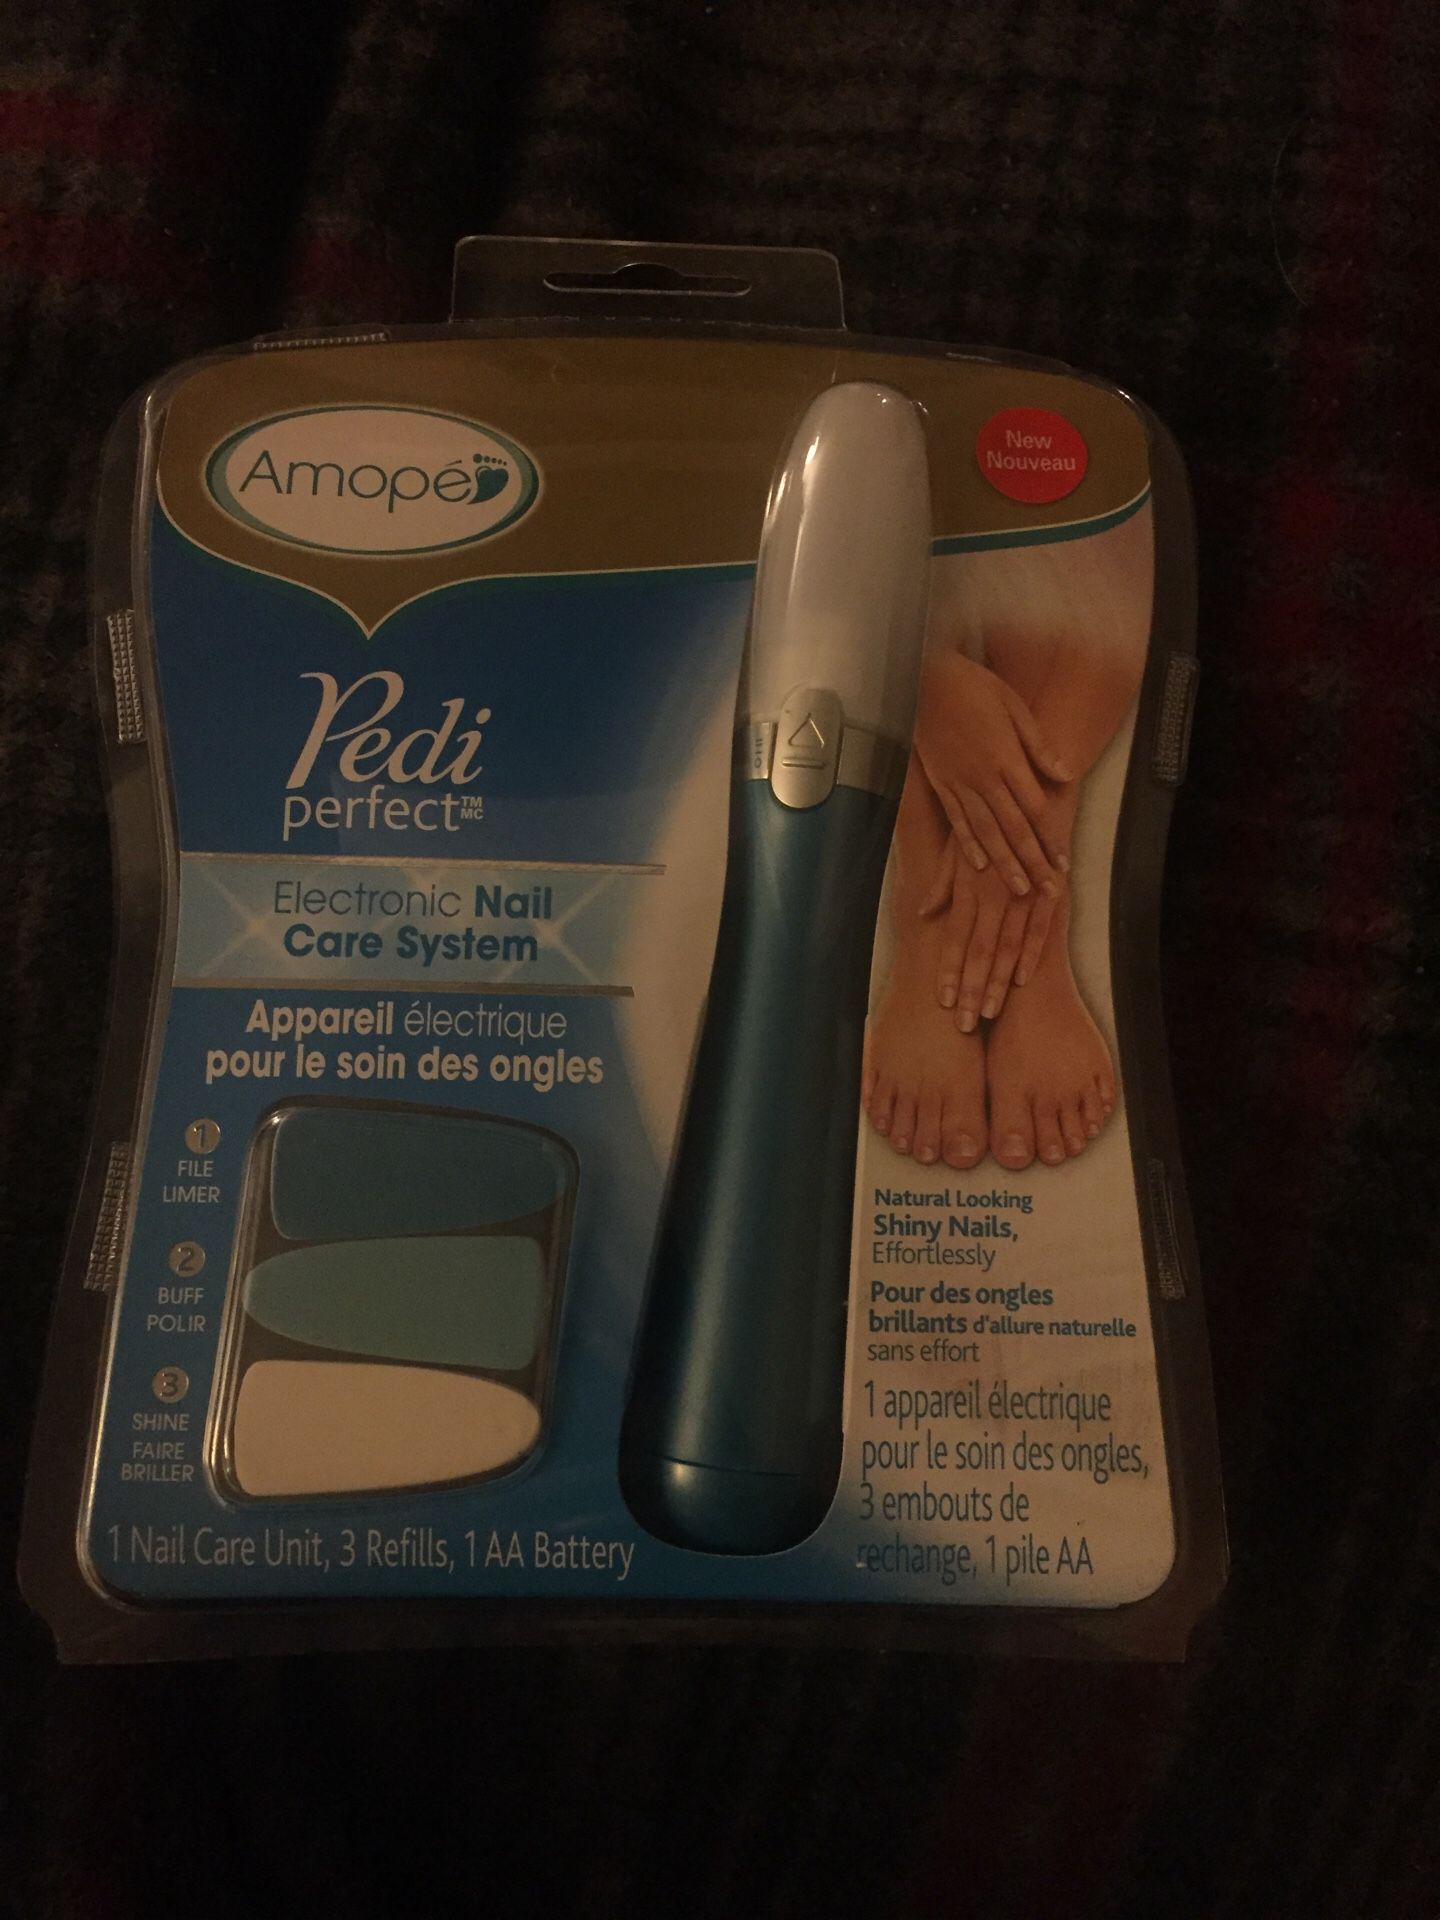 Amopé
New
Nouveau
Pedi
perfect™
MC
Electronic Nail
Care System
Appareil électrique
pour le soin des ongles
1
FILE
LIMER
2
BUFF
POLIR
3
SHINE
FAIRE
BRILLER
1 Nail Care Unit, 3 Refills, 1 AA Battery
Natural Looking
Shiny Nails,
Effortlessly
Pour des ongles
brillants d'allure naturelle
sans effort
1 appareil électrique
pour le soin des ongles,
3 embouts de
rechange, 1 pile AA